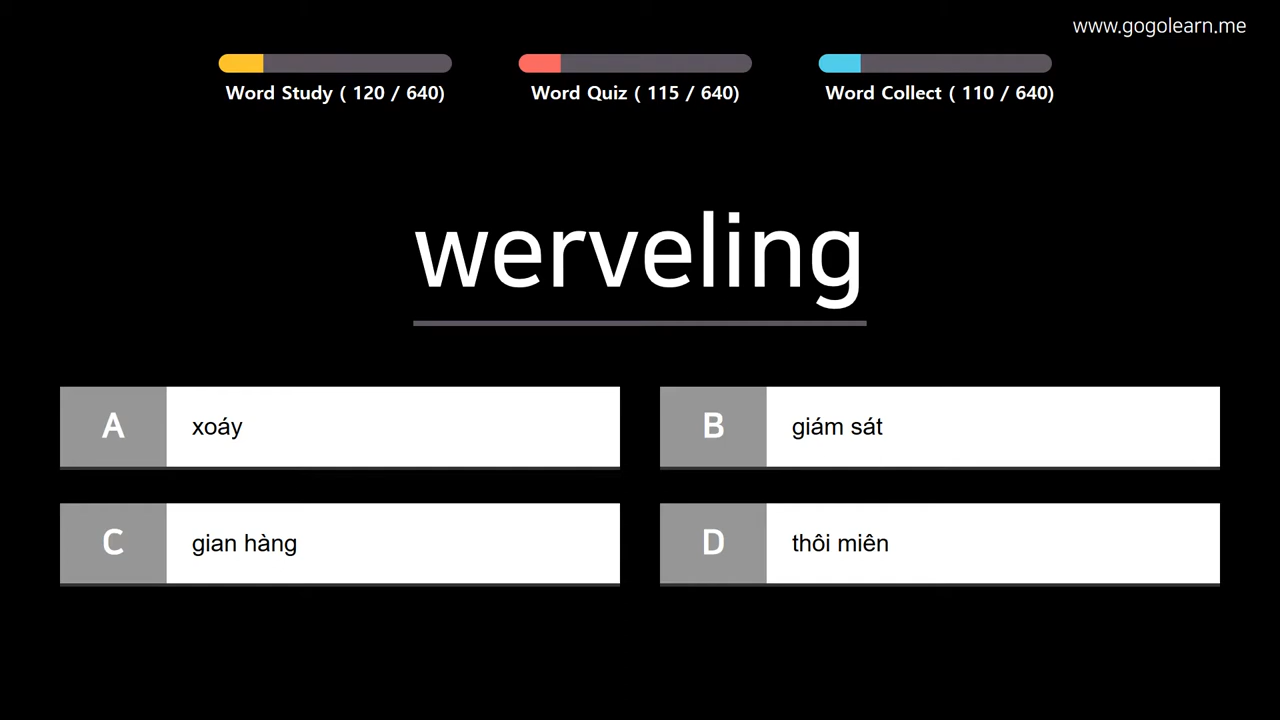 www.gogolearn.me
Word Study ( 120 / 640)
Word Quiz ( 115 / 640)
Word Collect ( 110 / 640)
werveling
A
xoáy
B
giám sát
C
gian hàng
D
thôi miên